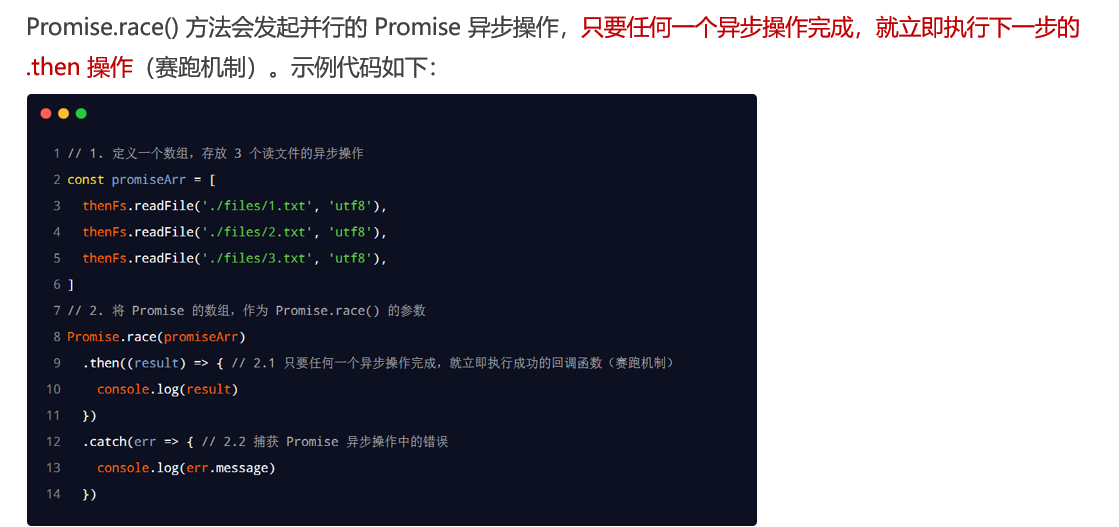 Promise.race() 方法会发起并行的 Promise 异步操作，只要任何一个异步操作完成，就立即执行下一步的
.then 操作（赛跑机制）。示例代码如下：
1 // 1. 定义一个数组，存放 3 个读文件的异步操作
2 const promiseArr = [
3   thenFs.readFile('./files/1.txt', 'utf8'),
4   thenFs.readFile('./files/2.txt', 'utf8'),
5   thenFs.readFile('./files/3.txt', 'utf8'),
6 ]
7 // 2. 将 Promise 的数组，作为 Promise.race() 的参数
8 Promise.race(promiseArr)
9   .then((result) => { // 2.1 只要任何一个异步操作完成，就立即执行成功的回调函数（赛跑机制）
10     console.log(result)
11   })
12   .catch(err => { // 2.2 捕获 Promise 异步操作中的错误
13     console.log(err.message)
14   })